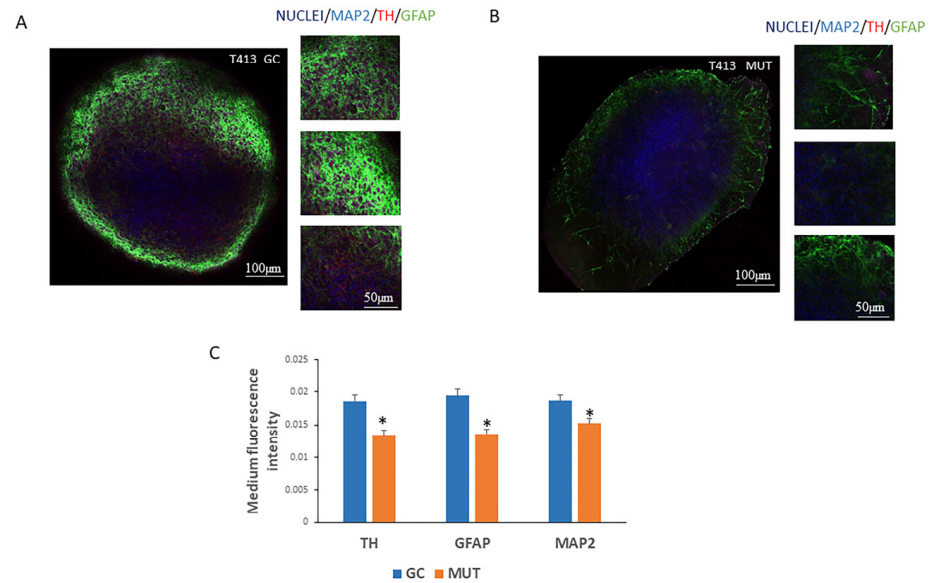 A
NUCLEI/MAP2/TH/GFAP
T413 GC
100μm
50μm
B
NUCLEI/MAP2/TH/GFAP
T413 MUT
100μm
50μm
C
Medium fluorescence
intensity
0.025
0.02
0.015
0.01
0.005
0
* * *
TH GFAP MAP2
GC MUT